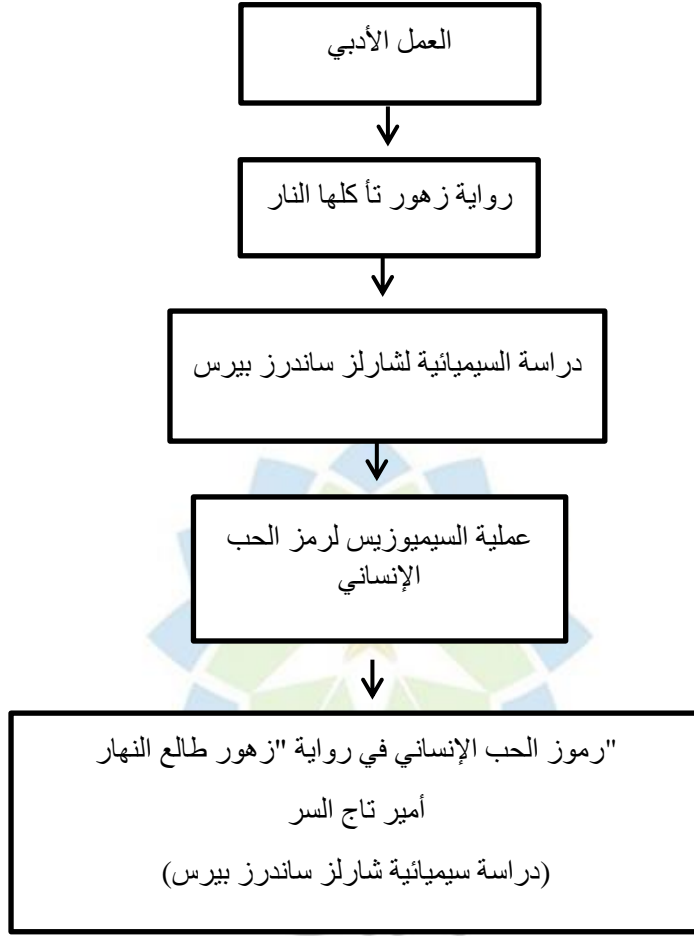 العمل الأدبي
رواية زهور تأ كلها النار
دراسة السيميائية لشارلز ساندرز بيرس
عملية السيميوزيس لرمز الحب
الإنساني
"رموز الحب الإنساني في رواية "زهور طالع النهار
أمير تاج السر
(دراسة سيميائية شارلز ساندرز بيرس)